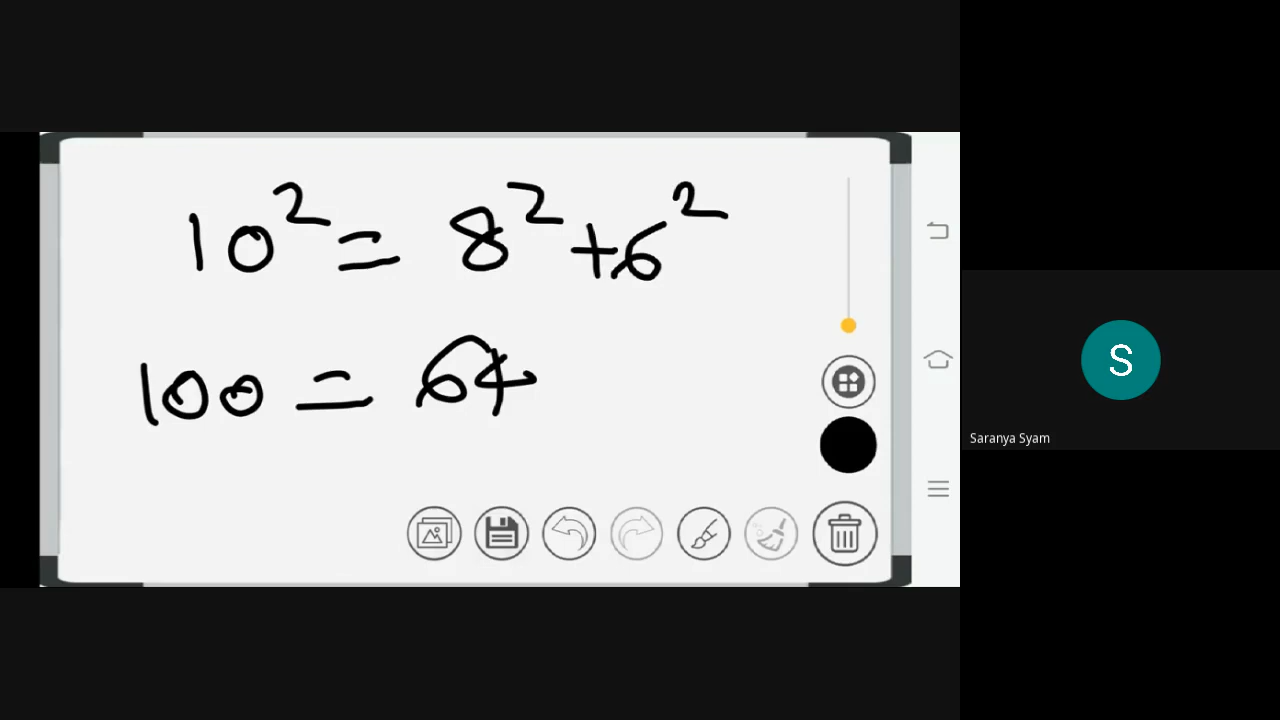 10² = 8² + 6²
100 = 64
S
Saranya Syam